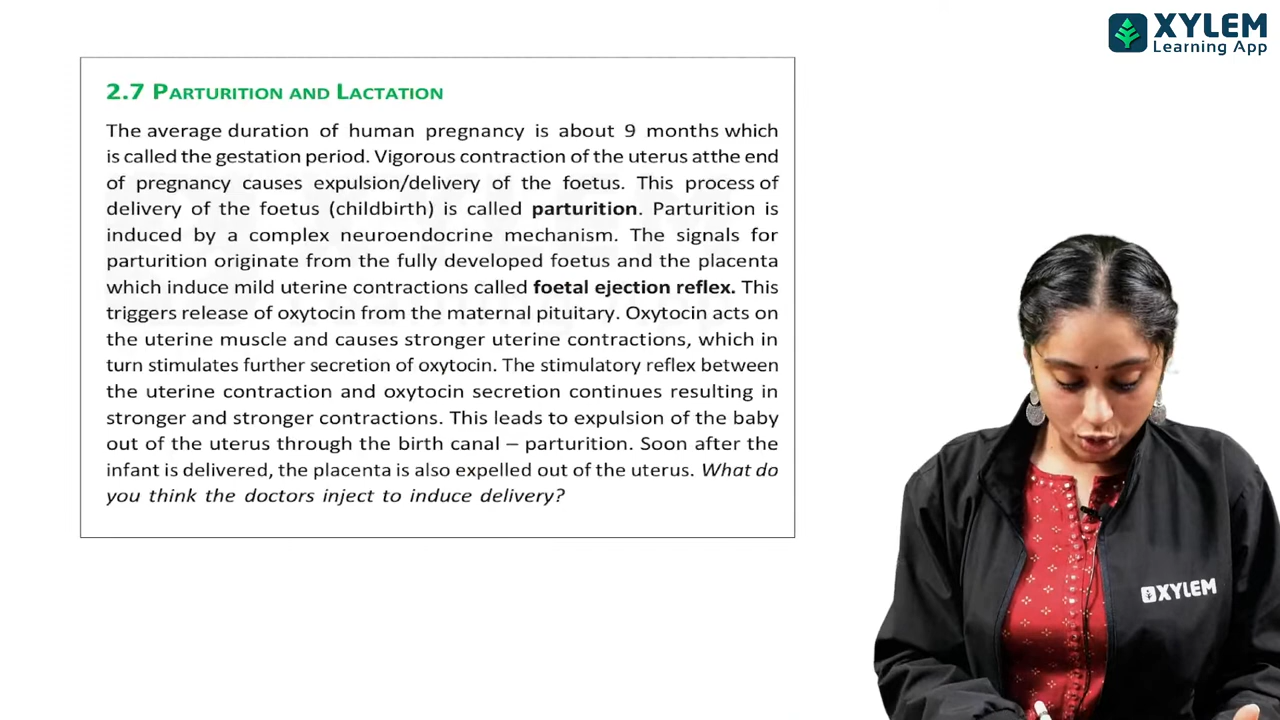 XYLEM
Learning App
2.7 PARTURITION AND LACTATION
The average duration of human pregnancy is about 9 months which
is called the gestation period. Vigorous contraction of the uterus atthe end
of pregnancy causes expulsion/delivery of the foetus. This process of
delivery of the foetus (childbirth) is called parturition. Parturition is
induced by a complex neuroendocrine mechanism. The signals for
parturition originate from the fully developed foetus and the placenta
which induce mild uterine contractions called foetal ejection reflex. This
triggers release of oxytocin from the maternal pituitary. Oxytocin acts on
the uterine muscle and causes stronger uterine contractions, which in
turn stimulates further secretion of oxytocin. The stimulatory reflex between
the uterine contraction and oxytocin secretion continues resulting in
stronger and stronger contractions. This leads to expulsion of the baby
out of the uterus through the birth canal – parturition. Soon after the
infant is delivered, the placenta is also expelled out of the uterus. What do
you think the doctors inject to induce delivery?
XYLEM